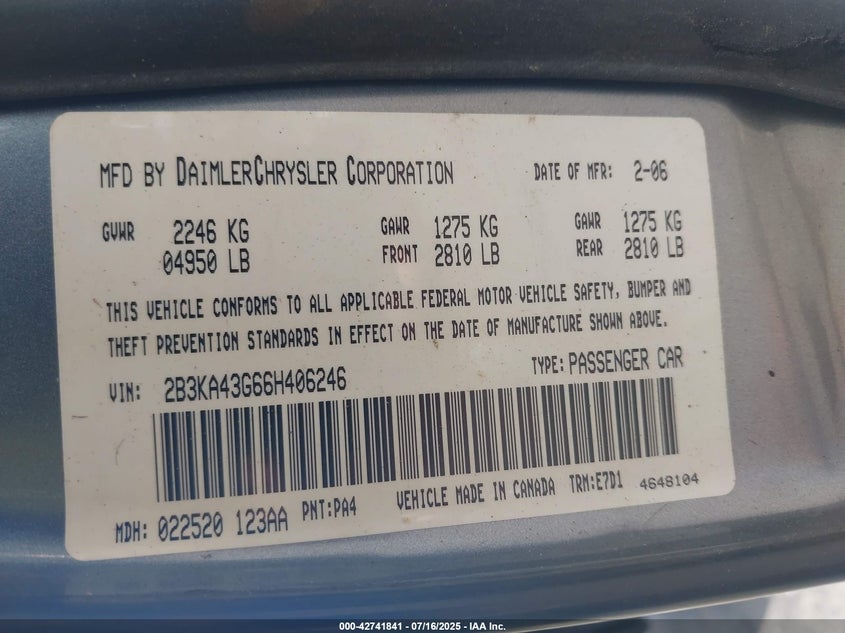 MFD BY DAIMLERCHRYSLER CORPORATION DATE OF MFR: 2-06
GVWR 2246 KG GAWR 1275 KG GAWR 1275 KG
04950 LB FRONT 2810 LB REAR 2810 LB
THIS VEHICLE CONFORMS TO ALL APPLICABLE FEDERAL MOTOR VEHICLE SAFETY, BUMPER AND
THEFT PREVENTION STANDARDS IN EFFECT ON THE DATE OF MANUFACTURE SHOWN ABOVE.
VIN: 2B3KA43G66H406246 TYPE: PASSENGER CAR
MDH: 022520 123AA PNT:PA4 VEHICLE MADE IN CANADA TRM:E7D1 4648104
000-42741841 - 07/16/2025 - IAA Inc.